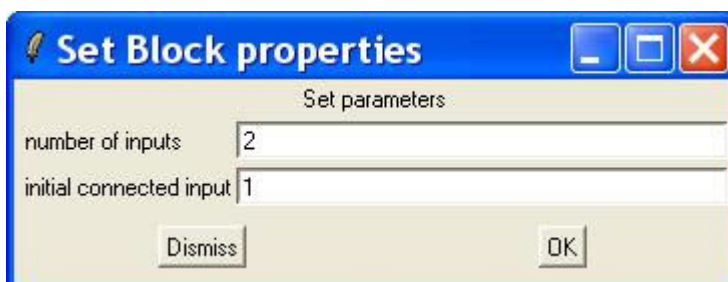 Set Block properties
Set parameters
number of inputs 2
initial connected input 1
Dismiss OK